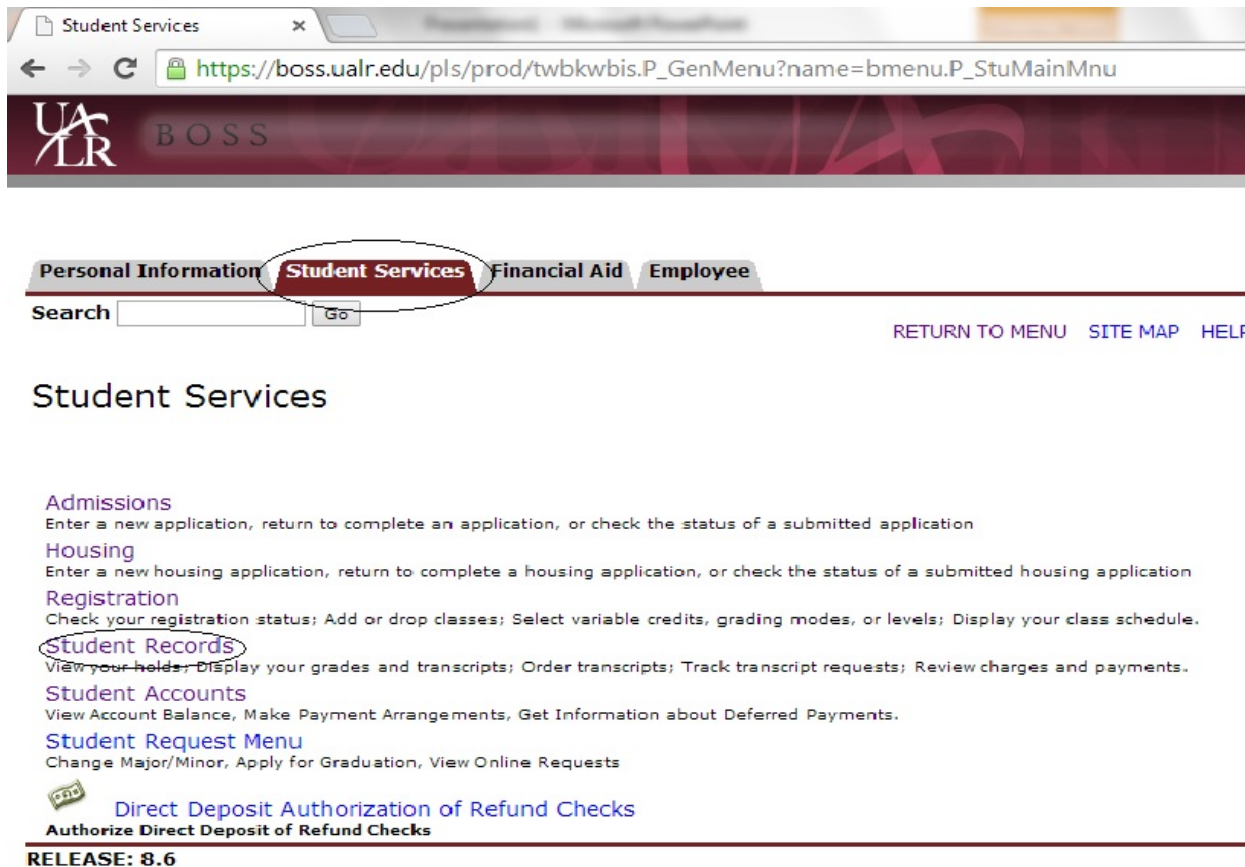 Student Services
https://boss.ualr.edu/pls/prod/twbkwbis.P_GenMenu?name=bmenu.P_StuMainMnu
UALR BOSS
Personal Information Student Services Financial Aid Employee
Search Go
RETURN TO MENU SITE MAP HELP
Student Services
Admissions
Enter a new application, return to complete an application, or check the status of a submitted application
Housing
Enter a new housing application, return to complete a housing application, or check the status of a submitted housing application
Registration
Check your registration status; Add or drop classes; Select variable credits, grading modes, or levels; Display your class schedule.
Student Records
View your holds; Display your grades and transcripts; Order transcripts; Track transcript requests; Review charges and payments.
Student Accounts
View Account Balance, Make Payment Arrangements, Get Information about Deferred Payments.
Student Request Menu
Change Major/Minor, Apply for Graduation, View Online Requests
Direct Deposit Authorization of Refund Checks
Authorize Direct Deposit of Refund Checks
RELEASE: 8.6